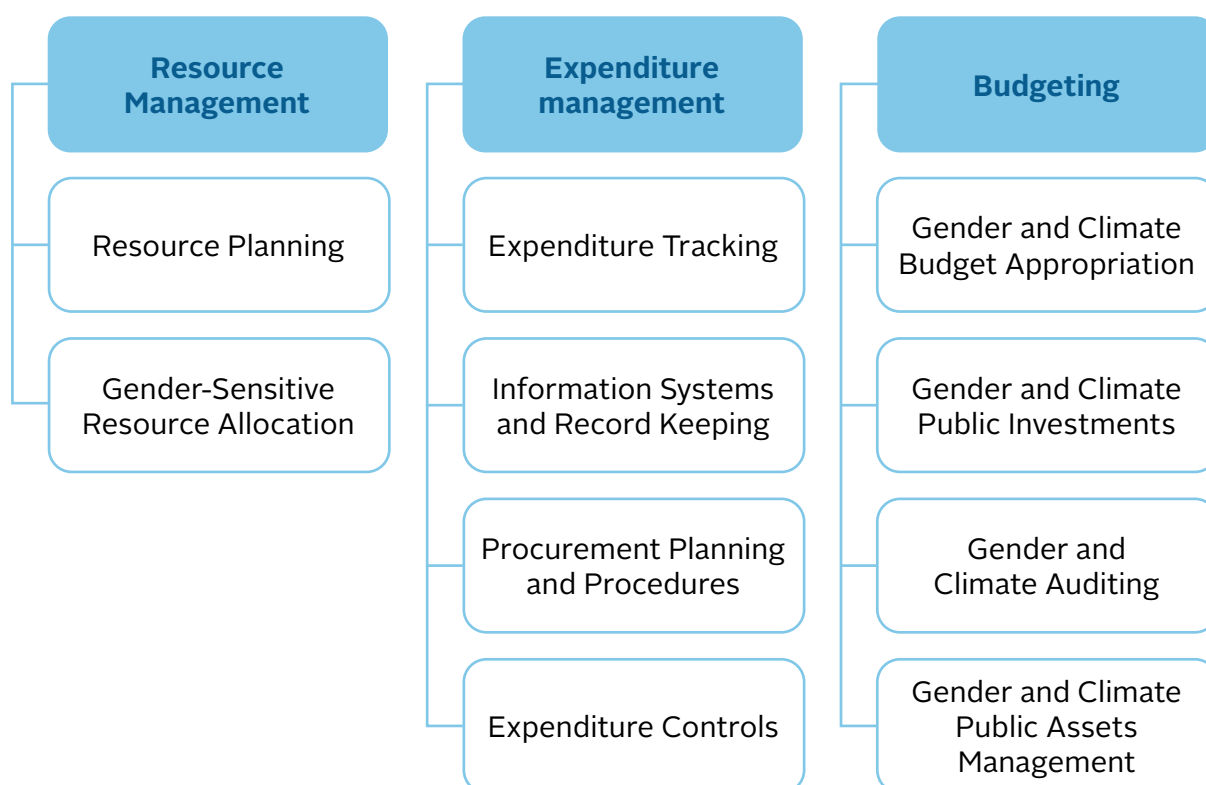 Resource
Management
Resource Planning
Gender-Sensitive
Resource Allocation
Expenditure
management
Expenditure Tracking
Information Systems
and Record Keeping
Procurement Planning
and Procedures
Expenditure Controls
Budgeting
Gender and Climate
Budget Appropriation
Gender and Climate
Public Investments
Gender and
Climate Auditing
Gender and Climate
Public Assets
Management